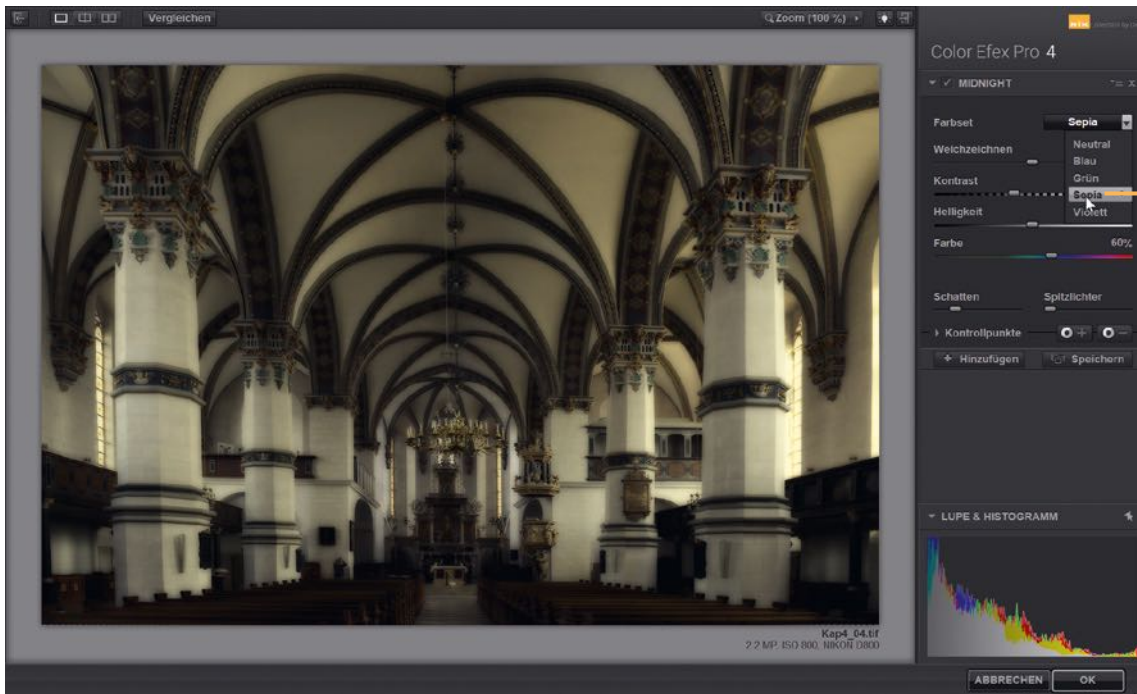 Vergleichen
Zoom (100 %)
nik
Color Efex Pro 4
MIDNIGHT
Farbset Sepia
Neutral
Weichzeichnen
Blau
Kontrast
Grün
Sepia
Helligkeit
Violett
Farbe 60%
Schatten Spitzlichter
Kontrollpunkte
Hinzufügen Speichern
LUPE & HISTOGRAMM
Kap4_04.tif
2.2 MP, ISO 800, NIKON D800
ABBRECHEN OK